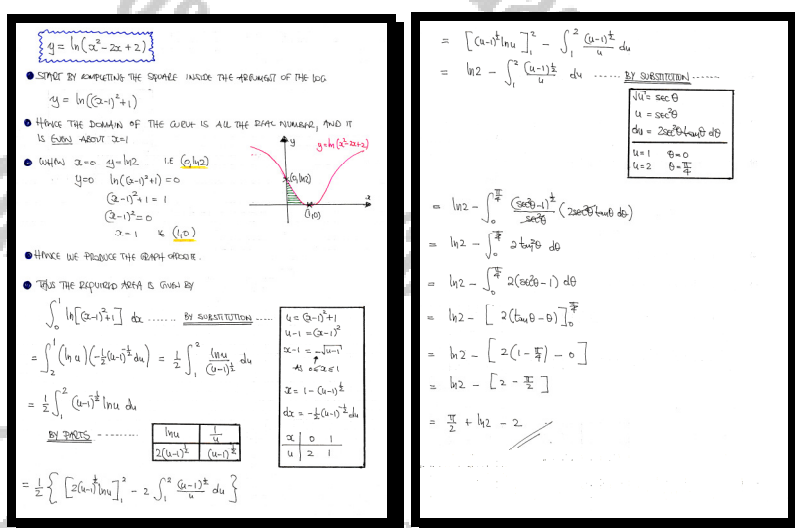 y = ln(x² - 2x + 2)
● START BY COMPLETING THE SQUARE INSIDE THE ARGUMENT OF THE LOG
y = ln((x-1)² + 1)
● HENCE THE DOMAIN OF THE CURVE IS ALL THE REAL NUMBER, AND IT
IS EVEN ABOUT x=1
● WHEN x=0 y=ln2 I.E (0,ln2)
y=0 ln((x-1)²+1) = 0
(x-1)²+1 = 1
(x-1)² = 0
x=1 & (1,0)
y
y=ln(x²-2x+2)
(0,ln2)
x
(1,0)
● HENCE WE PRODUCE THE GRAPH OPPOSITE.
● THUS THE REQUIRED AREA IS GIVEN BY
∫₀¹ ln[(x-1)²+1] dx ...... BY SUBSTITUTION ......
= ∫₂¹ (ln u)(-½(u-1)^(-½) du) = ½ ∫₁² ln u / (u-1)^½ du
= ½ ∫₁² (u-1)^(-½) ln u du
BY PARTS --------
ln u | 1/u
2(u-1)^½ | (u-1)^(-½)
= ½ { [2(u-1)^½ ln u]₁² - 2 ∫₁² (u-1)^½ / u du }
u = (x-1)² + 1
u-1 = (x-1)²
x-1 = -√(u-1)
AS 0≤x≤1
x = 1 - (u-1)^½
dx = -½(u-1)^(-½) du
x | 0 1
u | 2 1
= [(u-1)^½ ln u]₁² - ∫₁² (u-1)^½ / u du
= ln2 - ∫₁² (u-1)^½ / u du ...... BY SUBSTITUTION ......
√u = secθ
u = sec²θ
du = 2sec²θ tanθ dθ
u=1 θ=0
u=2 θ=π/4
= ln2 - ∫₀^(π/4) (sec²θ-1)^½ / sec²θ (2sec²θ tanθ dθ)
= ln2 - ∫₀^(π/4) 2tan²θ dθ
= ln2 - ∫₀^(π/4) 2(sec²θ-1) dθ
= ln2 - [2(tanθ - θ)]₀^(π/4)
= ln2 - [2(1 - π/4) - 0]
= ln2 - [2 - π/2]
= π/2 + ln2 - 2